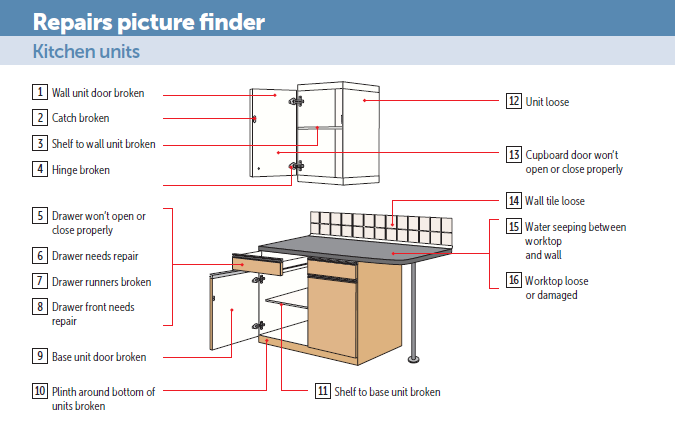 Repairs picture finder
Kitchen units
1 Wall unit door broken
2 Catch broken
3 Shelf to wall unit broken
4 Hinge broken
5 Drawer won't open or
close properly
6 Drawer needs repair
7 Drawer runners broken
8 Drawer front needs
repair
9 Base unit door broken
10 Plinth around bottom of
units broken
11 Shelf to base unit broken
12 Unit loose
13 Cupboard door won't
open or close properly
14 Wall tile loose
15 Water seeping between
worktop
and wall
16 Worktop loose
or damaged